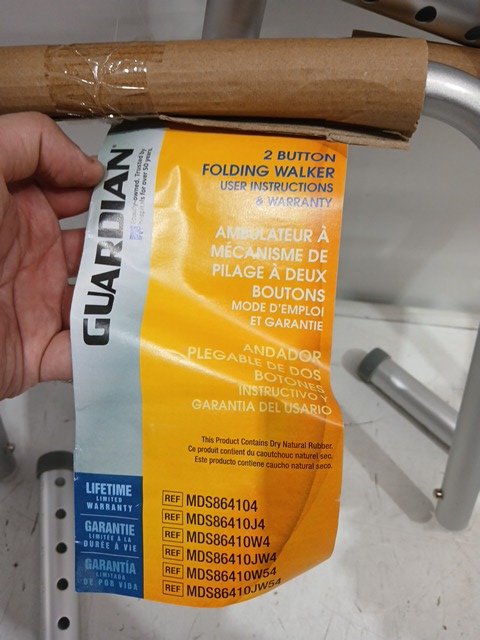 GUARDIAN
2 BUTTON
FOLDING WALKER
USER INSTRUCTIONS
& WARRANTY
AMBULATEUR À
MÉCANISME DE
PILAGE À DEUX
BOUTONS
MODE D'EMPLOI
ET GARANTIE
ANDADOR
PLEGABLE DE DOS
BOTONES
INSTRUCTIVO Y
GARANTIA DEL USARIO
This Product Contains Dry Natural Rubber.
Ce produit contient du caoutchouc naturel sec.
Este producto contiene caucho natural seco.
LIFETIME
LIMITED
WARRANTY
GARANTIE
LIMITÉE À LA
DURÉE À VIE
GARANTÍA
LIMITADA
DE POR VIDA
REF MDS864104
REF MDS86410J4
REF MDS86410W4
REF MDS86410JW4
REF MDS86410W54
REF MDS86410JW54